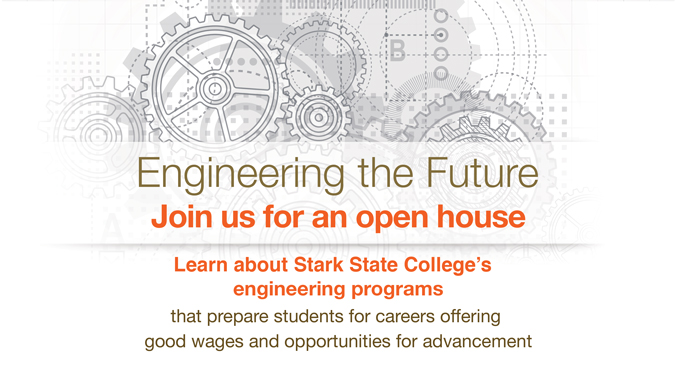 B
A
Engineering the Future
Join us for an open house
Learn about Stark State College's
engineering programs
that prepare students for careers offering
good wages and opportunities for advancement